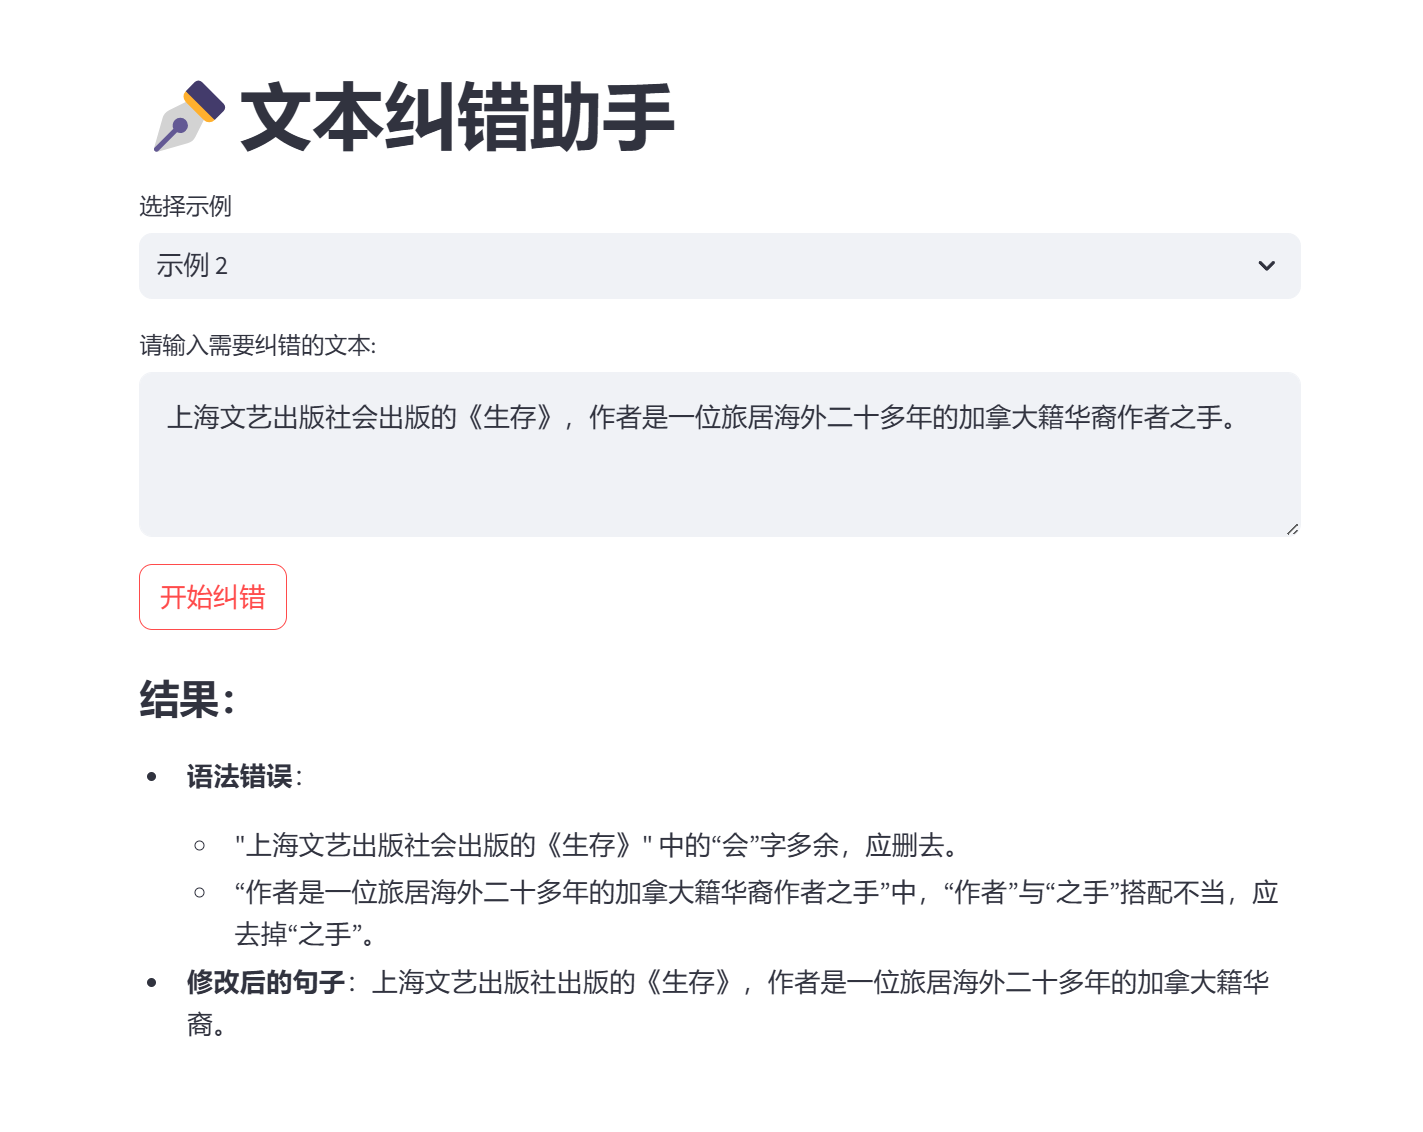 文本纠错助手
选择示例
示例 2
请输入需要纠错的文本:
上海文艺出版社会出版的《生存》，作者是一位旅居海外二十多年的加拿大籍华裔作者之手。
开始纠错
结果：
语法错误：
"上海文艺出版社会出版的《生存》" 中的“会”字多余，应删去。
“作者是一位旅居海外二十多年的加拿大籍华裔作者之手”中，“作者”与“之手”搭配不当，应
去掉“之手”。
修改后的句子：上海文艺出版社出版的《生存》，作者是一位旅居海外二十多年的加拿大籍华
裔。